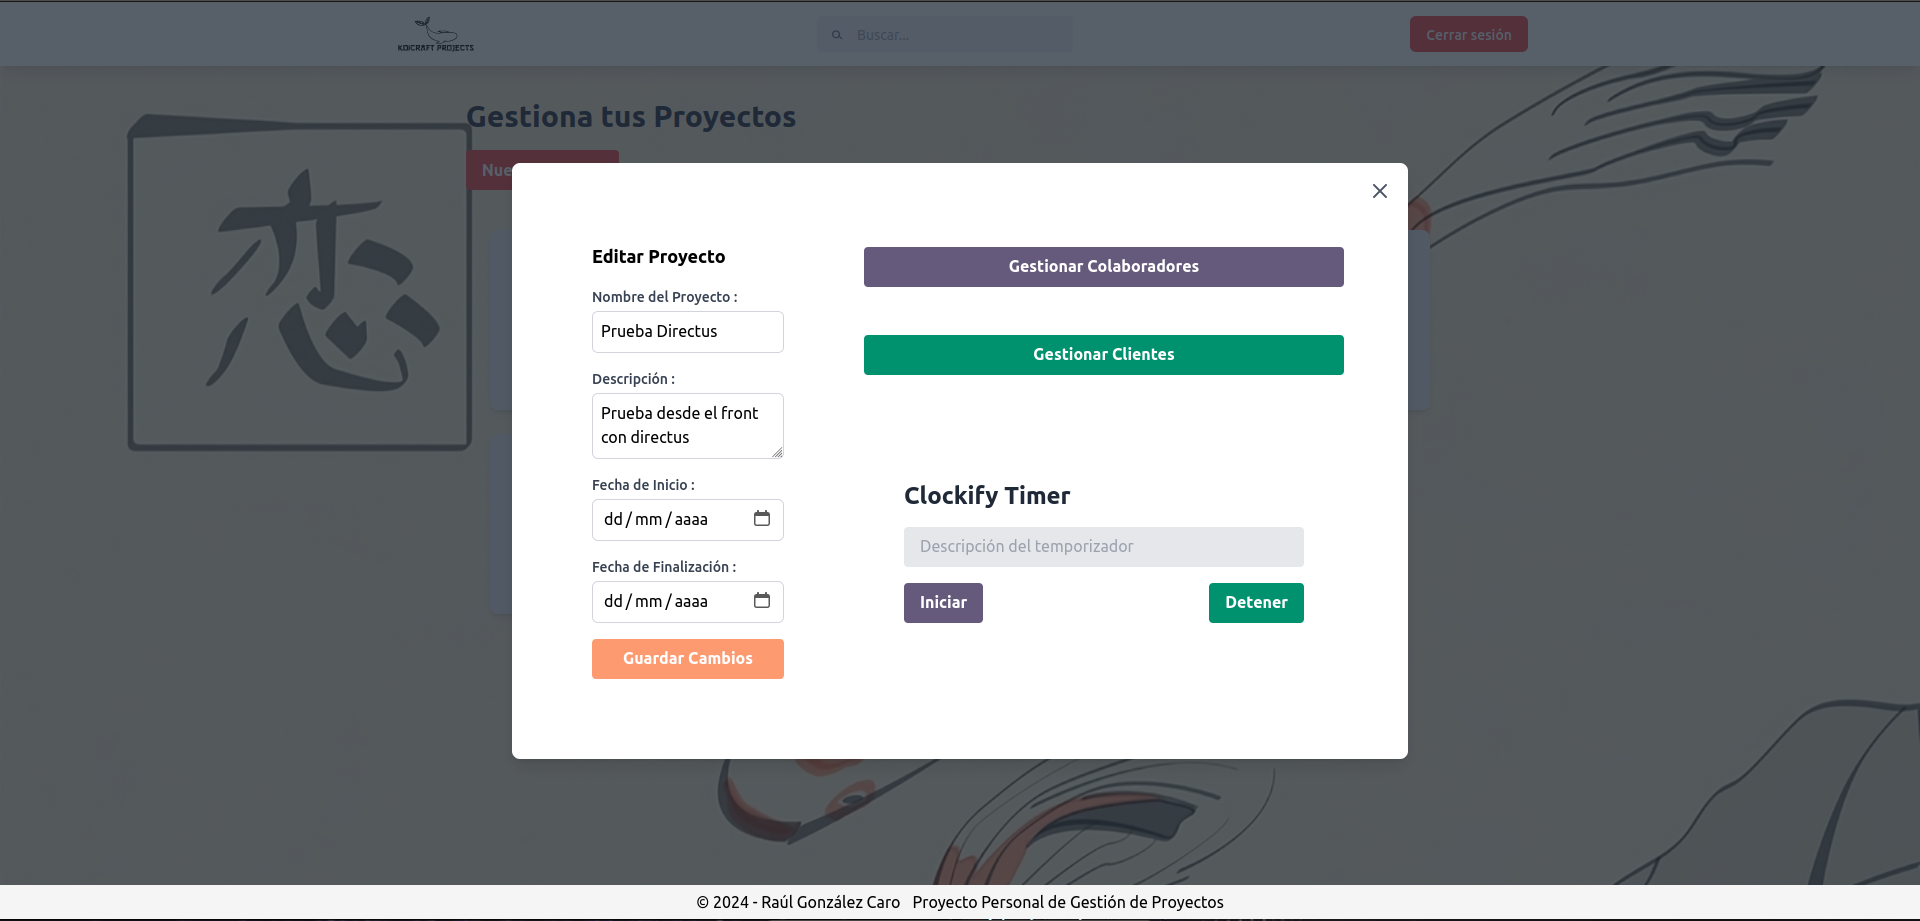 KOICRAFT PROJECTS
Buscar...
Cerrar sesión
Gestiona tus Proyectos
恋
Editar Proyecto
Gestionar Colaboradores
Nombre del Proyecto :
Prueba Directus
Gestionar Clientes
Descripción :
Prueba desde el front
con directus
Fecha de Inicio :
dd / mm / aaaa
Clockify Timer
Descripción del temporizador
Fecha de Finalización :
dd / mm / aaaa
Iniciar
Detener
Guardar Cambios
© 2024 - Raúl González Caro Proyecto Personal de Gestión de Proyectos